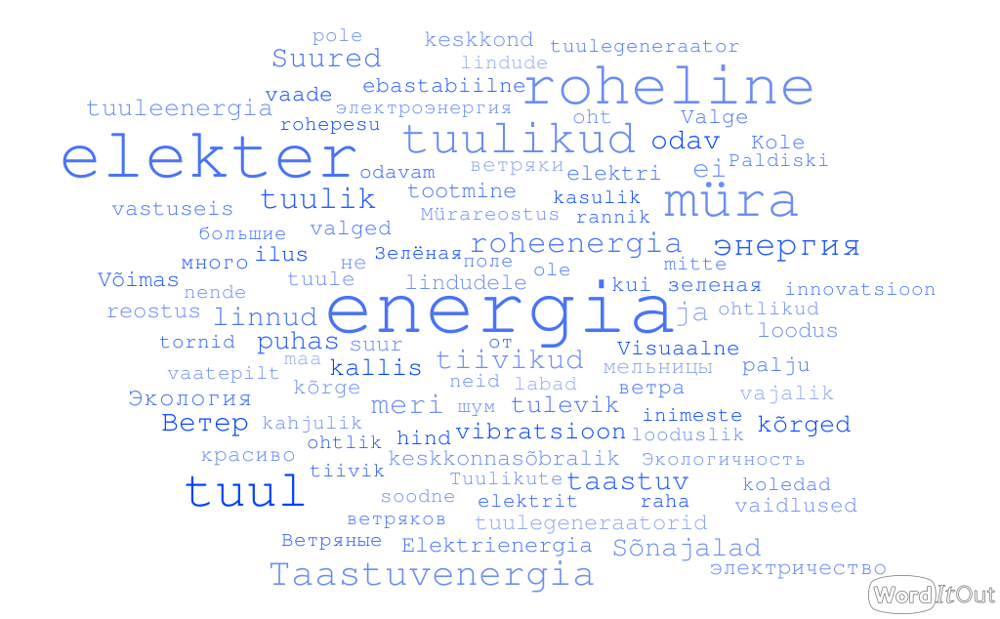 pole
keskkond
tuulegeneraator
Suured
lindude
ebastabiilne
roheline
vaade
tuuleenergia
электроэнергия
rohepesu
oht
Valge
tuulikud
odav
Kole
elekter
Paldiski
ветряки
ei
odavam
elektri
tootmine
kasulik
müra
tuulik
vastuseis
Mürareostus
rannik
большие
valged
roheenergia
энергия
ilus
Зелёная
много
не
поле
ole
mitte
Võimas
tuule
lindudele
kui
зеленая
innovatsioon
nende
energia
reostus
linnud
ja
ohtlikud
loodus
tornid
puhas
suur
от
Visuaalne
maa
tiivikud
kallis
мельницы
palju
vaatepilt
kõrge
neid
labad
ветра
vajalik
Экология
meri
шум
tulevik
Ветер
kahjulik
inimeste
kõrged
ohtlik
hind
vibratsioon
looduslik
красиво
keskkonnasõbralik
Экологичность
tiivik
Tuulikute
taastuv
koledad
tuul
soodne
elektrit
raha
vaidlused
ветряков
tuulegeneraatorid
Ветряные
Elektrienergia
Sõnajalad
Taastuvenergia
электричество
WordItOut